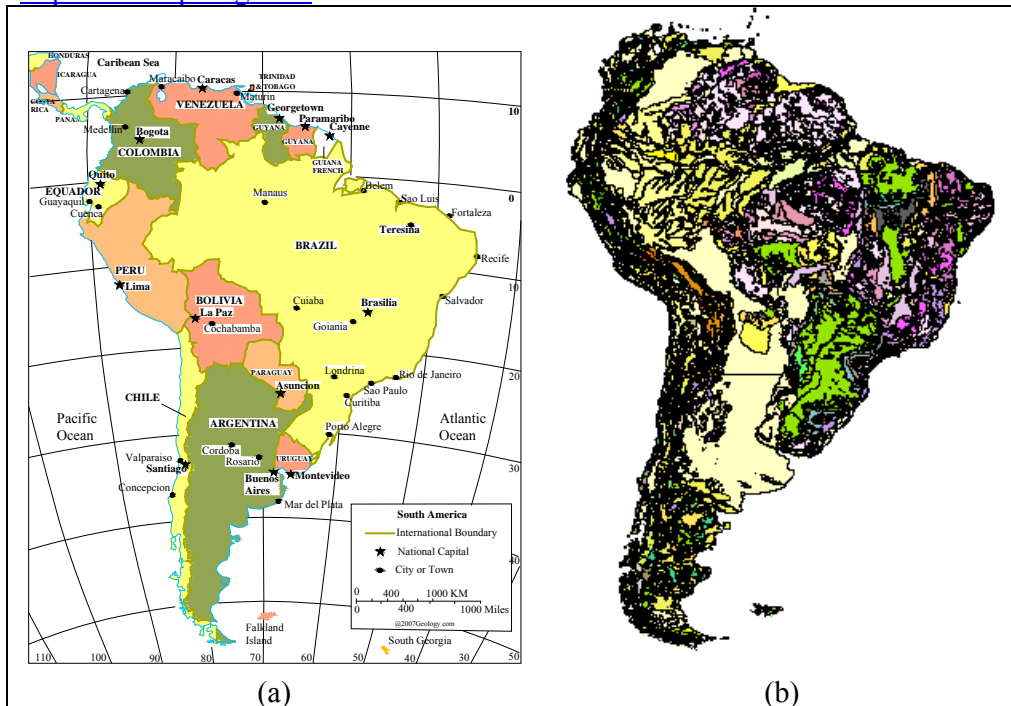 HONDURAS
Caribean Sea
ICARAGUA
Maracaibo
Caracas
TRINIDAD
& TOBAGO
Cartagena
Maturin
COSTA
RICA
PANA
VENEZUELA
Georgetown
Paramaribo
Cayenne
10
Medellin
Bogota
COLOMBIA
GUYANA
GUYANA
GUIANA
FRENCH
Quito
EQUADOR
Guayaquil
Cuenca
Manaus
Belem
Sao Luis
0
Fortaleza
Teresina
BRAZIL
Recife
PERU
Lima
10
BOLIVIA
La Paz
Cochabamba
Cuiaba
Brasilia
Salvador
Goiania
PARAGUAY
Londrina
Rio de Janeiro
20
Asuncion
Sao Paulo
Curitiba
CHILE
Pacific
Ocean
ARGENTINA
Atlantic
Ocean
Porto Alegre
Cordoba
Rosario
URUGUAY
30
Valparaiso
Santiago
Buenos
Aires
Montevideo
Concepcion
Mar del Plata
South America
International Boundary
National Capital
City or Town
0 400 1000 KM
0 400 1000 Miles
@2007Geology.com
40
Falkland
Island
South Georgia
50
110 100 90 80 70 60 50 40 30
(a)
(b)